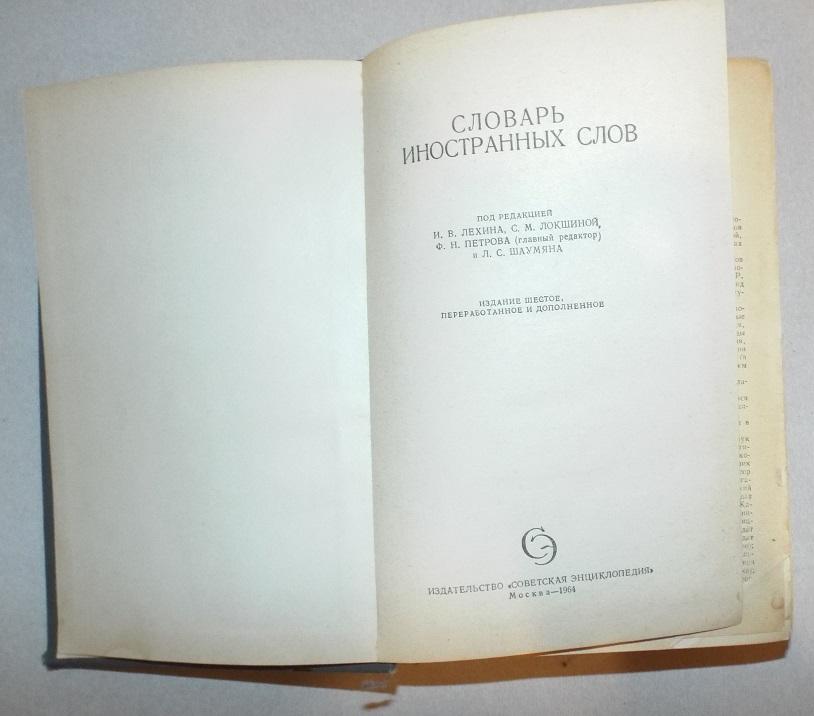 СЛОВАРЬ
ИНОСТРАННЫХ СЛОВ
ПОД РЕДАКЦИЕЙ
И. В. ЛЕХИНА, С. М. ЛОКШИНОЙ,
Ф. Н. ПЕТРОВА (главный редактор)
и Л. С. ШАУМЯНА
ИЗДАНИЕ ШЕСТОЕ,
ПЕРЕРАБОТАННОЕ И ДОПОЛНЕННОЕ
СЭ
ИЗДАТЕЛЬСТВО «СОВЕТСКАЯ ЭНЦИКЛОПЕДИЯ»
Москва—1964